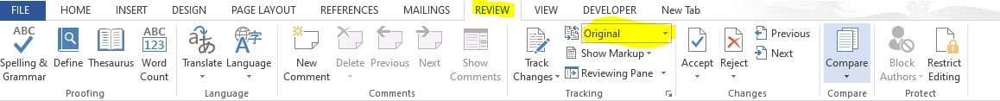 FILE HOME INSERT DESIGN PAGE LAYOUT REFERENCES MAILINGS REVIEW VIEW DEVELOPER New Tab
ABC
Spelling &
Grammar
Define
Thesaurus
ABC
123
Word
Count
Proofing
Translate
Language
Language
New
Comment
Delete
Previous
Next
Show
Comments
Comments
Track
Changes
Original
Show Markup
Reviewing Pane
Tracking
Accept
Reject
Previous
Next
Changes
Compare
Compare
Block
Authors
Restrict
Editing
Protect